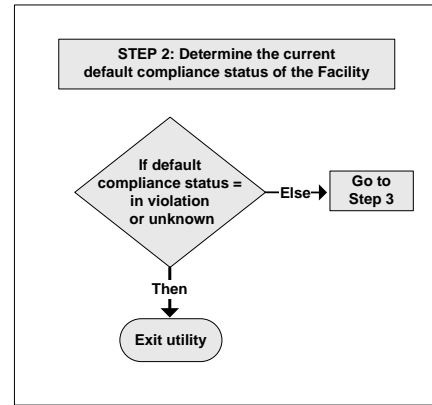 STEP 2: Determine the current
default compliance status of the Facility
If default
compliance status =
in violation
or unknown
Else
Go to
Step 3
Then
Exit utility